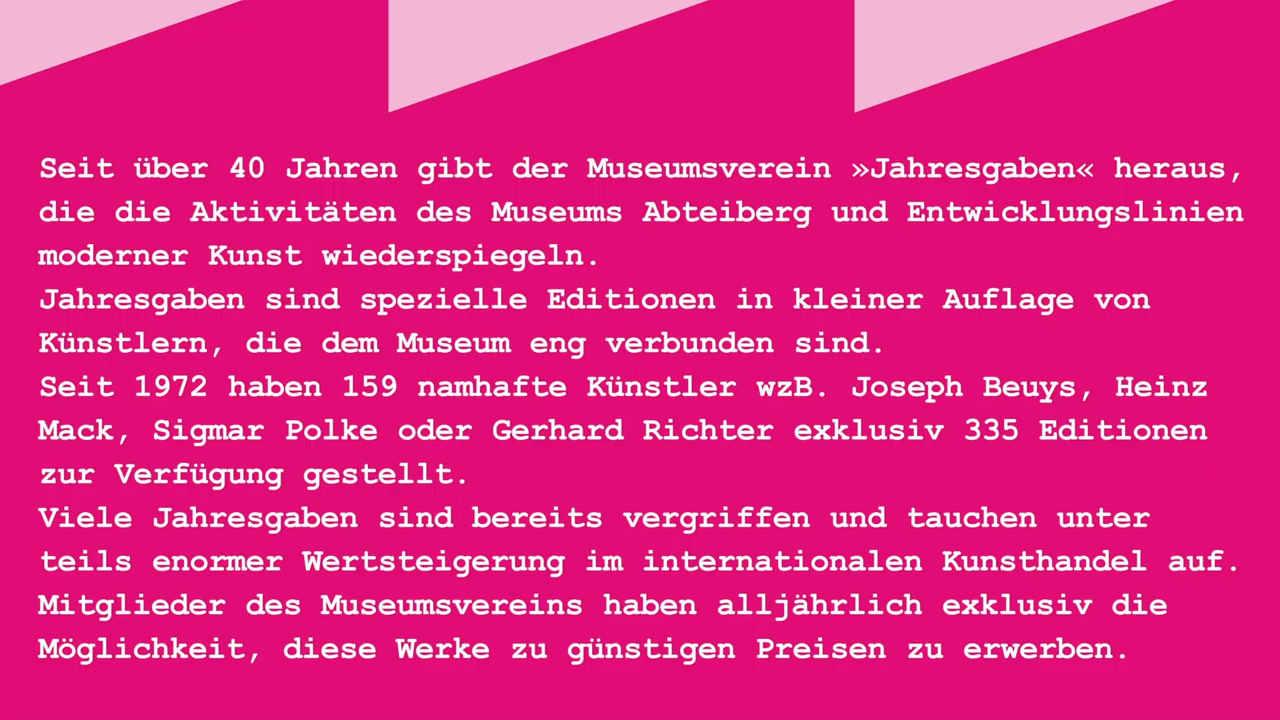 Seit über 40 Jahren gibt der Museumsverein »Jahresgaben« heraus,
die die Aktivitäten des Museums Abteiberg und Entwicklungslinien
moderner Kunst wiederspiegeln.
Jahresgaben sind spezielle Editionen in kleiner Auflage von
Künstlern, die dem Museum eng verbunden sind.
Seit 1972 haben 159 namhafte Künstler wzB. Joseph Beuys, Heinz
Mack, Sigmar Polke oder Gerhard Richter exklusiv 335 Editionen
zur Verfügung gestellt.
Viele Jahresgaben sind bereits vergriffen und tauchen unter
teils enormer Wertsteigerung im internationalen Kunsthandel auf.
Mitglieder des Museumsvereins haben alljährlich exklusiv die
Möglichkeit, diese Werke zu günstigen Preisen zu erwerben.